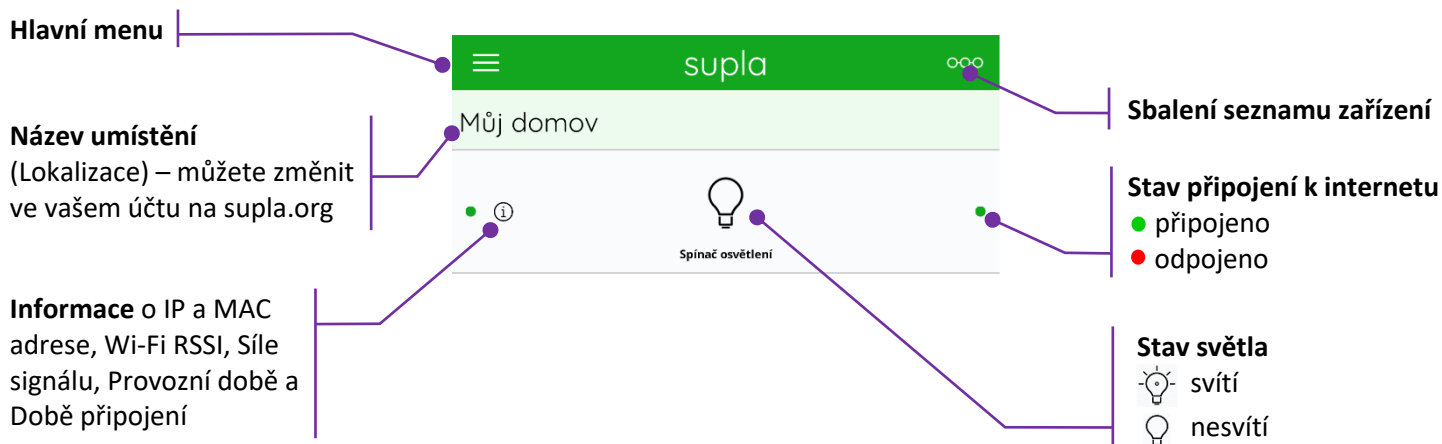 Hlavní menu
supla
Sbalení seznamu zařízení
Název umístění
(Lokalizace) – můžete změnit
ve vašem účtu na supla.org
Můj domov
Stav připojení k internetu
připojeno
odpojeno
Spínač osvětlení
Informace o IP a MAC
adrese, Wi-Fi RSSI, Síle
signálu, Provozní době a
Době připojení
Stav světla
svítí
nesvítí